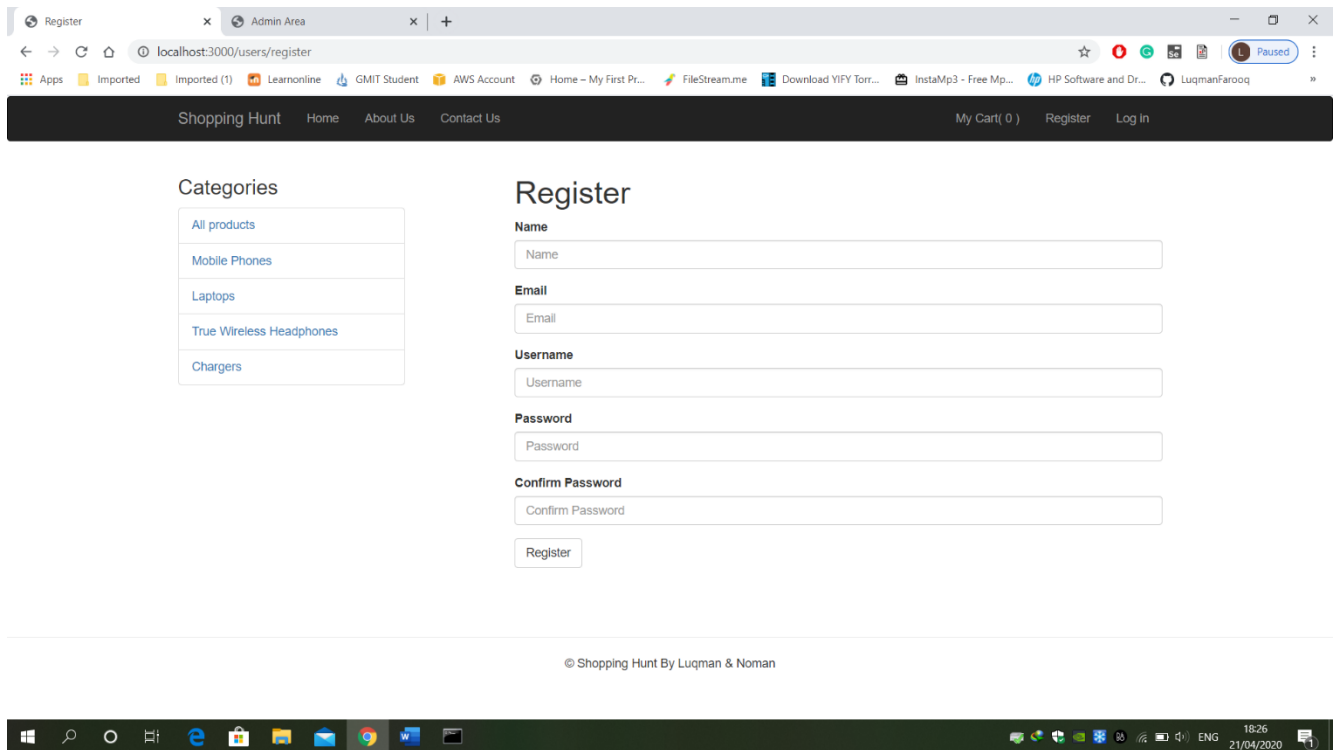 Register
Admin Area
localhost:3000/users/register
Paused
Apps Imported Imported (1) Learnonline GMIT Student AWS Account Home – My First Pr... FileStream.me Download YIFY Torr... InstaMp3 - Free Mp... HP Software and Dr... LuqmanFarooq »
Shopping Hunt Home About Us Contact Us My Cart( 0 ) Register Log in
Categories
All products
Mobile Phones
Laptops
True Wireless Headphones
Chargers
Register
Name
Name
Email
Email
Username
Username
Password
Password
Confirm Password
Confirm Password
Register
© Shopping Hunt By Luqman & Noman
ENG
18:26
21/04/2020